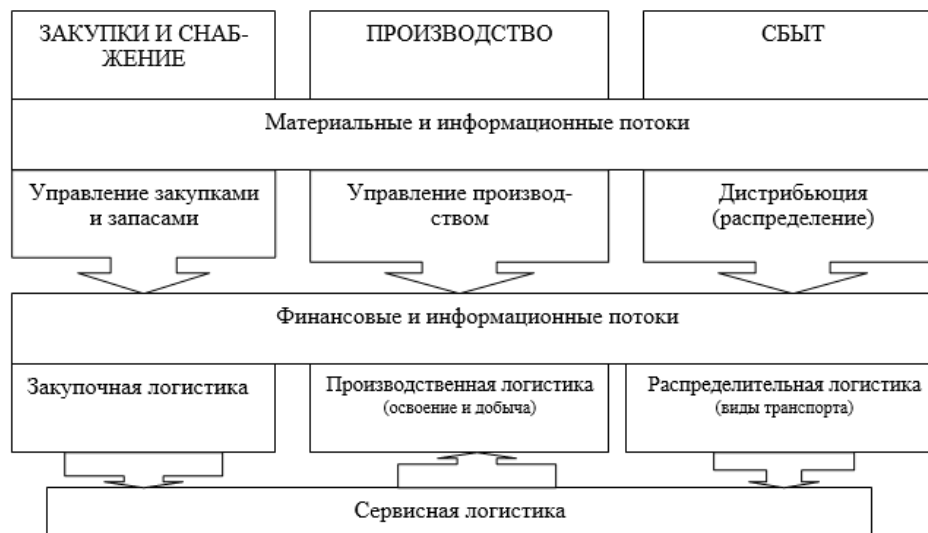 ЗАКУПКИ И СНАБ-
ЖЕНИЕ
ПРОИЗВОДСТВО
СБЫТ
Материальные и информационные потоки
Управление закупками
и запасами
Управление производ-
ством
Дистрибьюция
(распределение)
Финансовые и информационные потоки
Закупочная логистика
Производственная логистика
(освоение и добыча)
Распределительная логистика
(виды транспорта)
Сервисная логистика